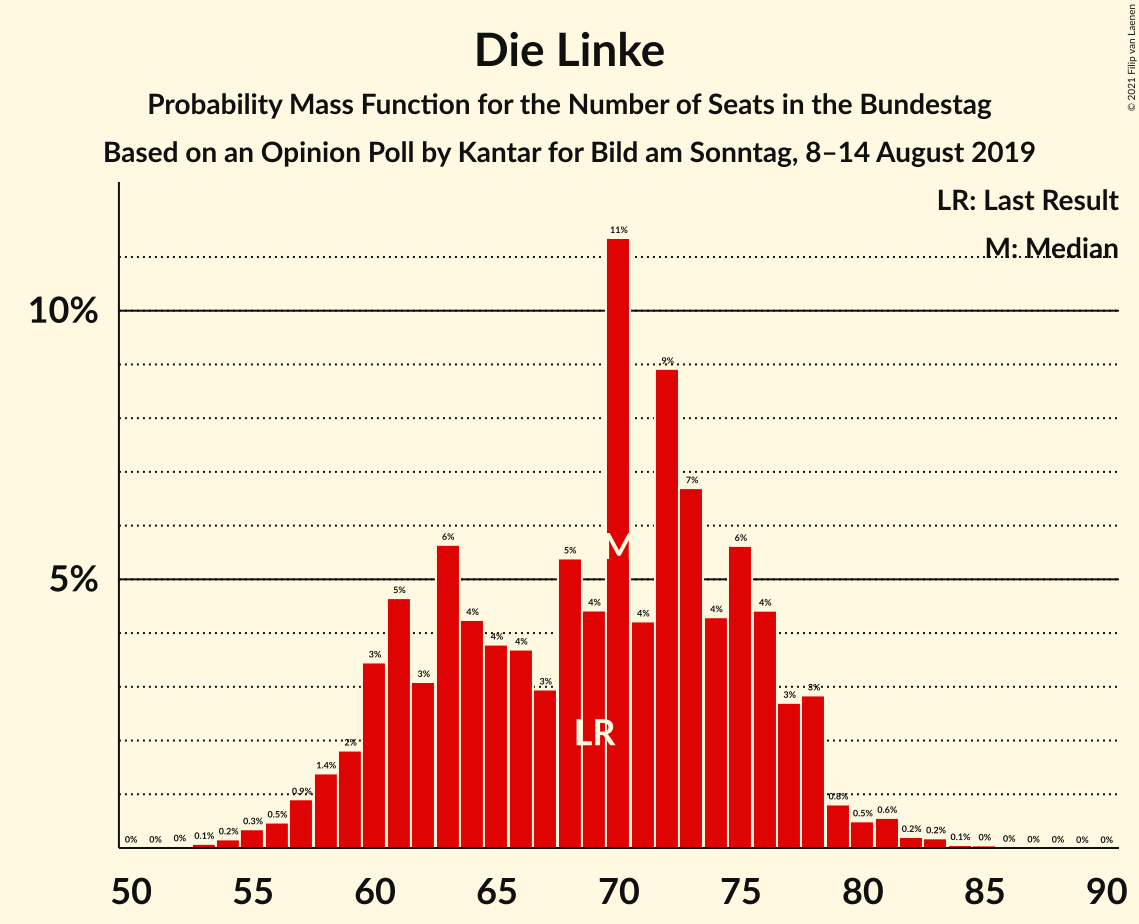 Die Linke
Probability Mass Function for the Number of Seats in the Bundestag
Based on an Opinion Poll by Kantar for Bild am Sonntag, 8–14 August 2019
© 2021 Filip van Laenen
LR: Last Result
M: Median
10%
5%
0% 0% 0% 0.1% 0.2% 0.3% 0.5% 0.9% 1.4% 2% 3% 5% 3% 6% 4% 4% 4% 3% 5% 4% 11% 4% 9% 7% 4% 6% 4% 3% 3% 0.8% 0.5% 0.6% 0.2% 0.2% 0.1% 0% 0% 0% 0% 0% 0%
M
LR
50 55 60 65 70 75 80 85 90